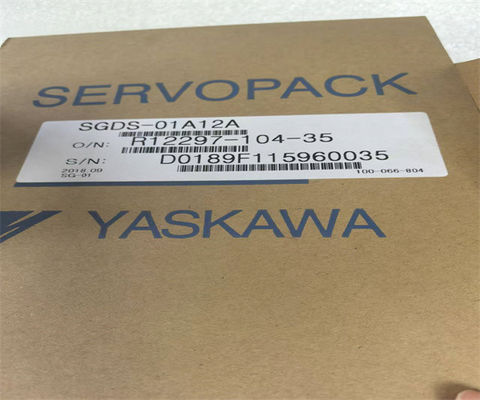 SERVOPACK
SGDS-01A12A
O/N: R12297-104-35
S/N: D0189F115960035
2018.09
SG-01
100-066-804
YASKAWA